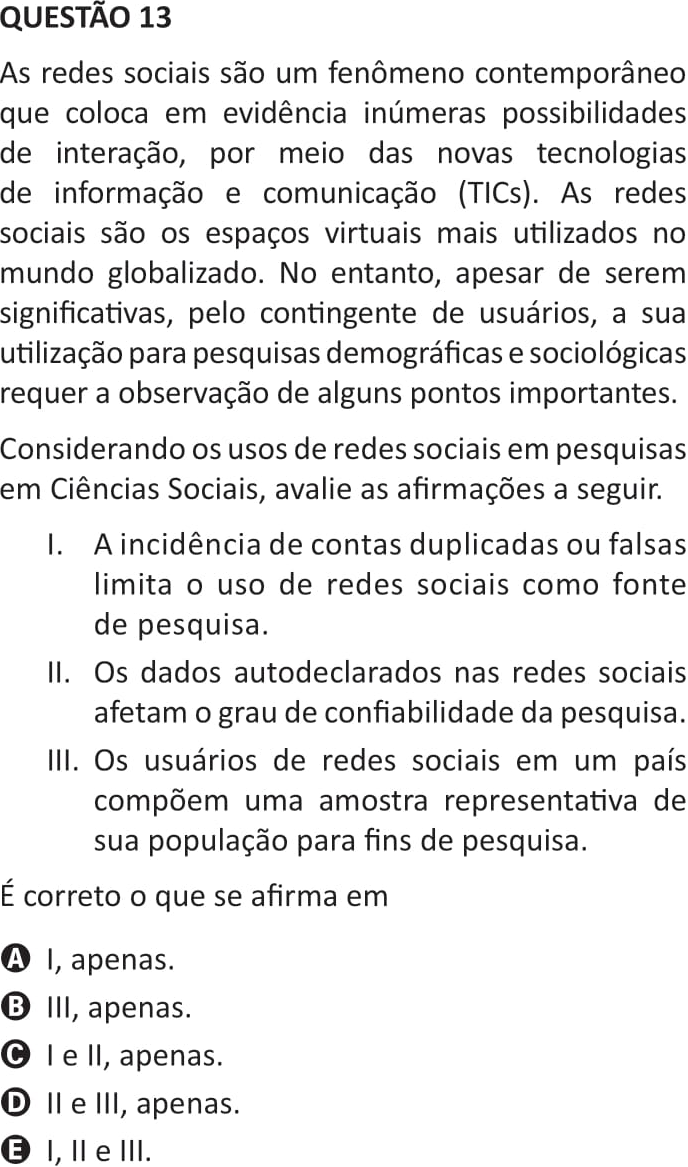 QUESTÃO 13
As redes sociais são um fenômeno contemporâneo
que coloca em evidência inúmeras possibilidades
de interação, por meio das novas tecnologias
de informação e comunicação (TICs). As redes
sociais são os espaços virtuais mais utilizados no
mundo globalizado. No entanto, apesar de serem
significativas, pelo contingente de usuários, a sua
utilização para pesquisas demográficas e sociológicas
requer a observação de alguns pontos importantes.
Considerando os usos de redes sociais em pesquisas
em Ciências Sociais, avalie as afirmações a seguir.
I. A incidência de contas duplicadas ou falsas
limita o uso de redes sociais como fonte
de pesquisa.
II. Os dados autodeclarados nas redes sociais
afetam o grau de confiabilidade da pesquisa.
III. Os usuários de redes sociais em um país
compõem uma amostra representativa de
sua população para fins de pesquisa.
É correto o que se afirma em
A I, apenas.
B III, apenas.
C I e II, apenas.
D II e III, apenas.
E I, II e III.